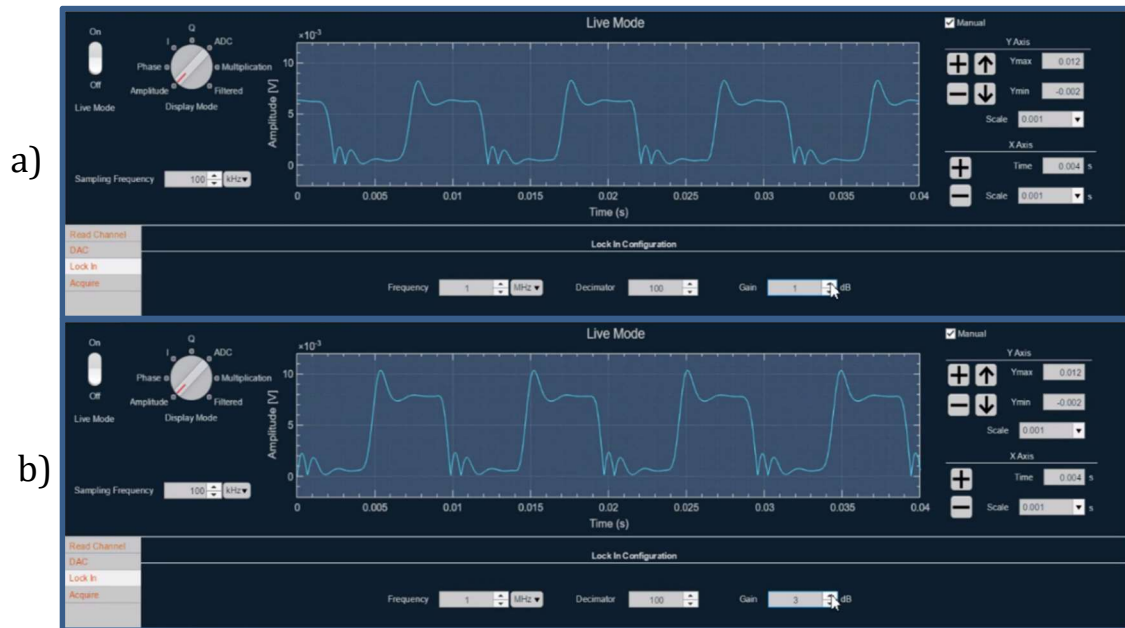 a)
Live Mode
On
Off
Live Mode
Q
I
ADC
Phase
Multiplication
Amplitude
Filtered
Display Mode
Sampling Frequency 100 kHz
×10⁻³
10
5
0
Amplitude [V]
0 0.005 0.01 0.015 0.02 0.025 0.03 0.035 0.04
Time (s)
Manual
Y Axis
Ymax 0.012
Ymin -0.002
Scale 0.001
X Axis
Time 0.004 s
Scale 0.001 s
Read Channel
DAC
Lock In
Acquire
Lock In Configuration
Frequency 1 MHz Decimator 100 Gain 1 dB
b)
Live Mode
On
Off
Live Mode
Q
I
ADC
Phase
Multiplication
Amplitude
Filtered
Display Mode
Sampling Frequency 100 kHz
×10⁻³
10
5
0
Amplitude [V]
0 0.005 0.01 0.015 0.02 0.025 0.03 0.035 0.04
Time (s)
Manual
Y Axis
Ymax 0.012
Ymin -0.002
Scale 0.001
X Axis
Time 0.004 s
Scale 0.001 s
Read Channel
DAC
Lock In
Acquire
Lock In Configuration
Frequency 1 MHz Decimator 100 Gain 3 dB